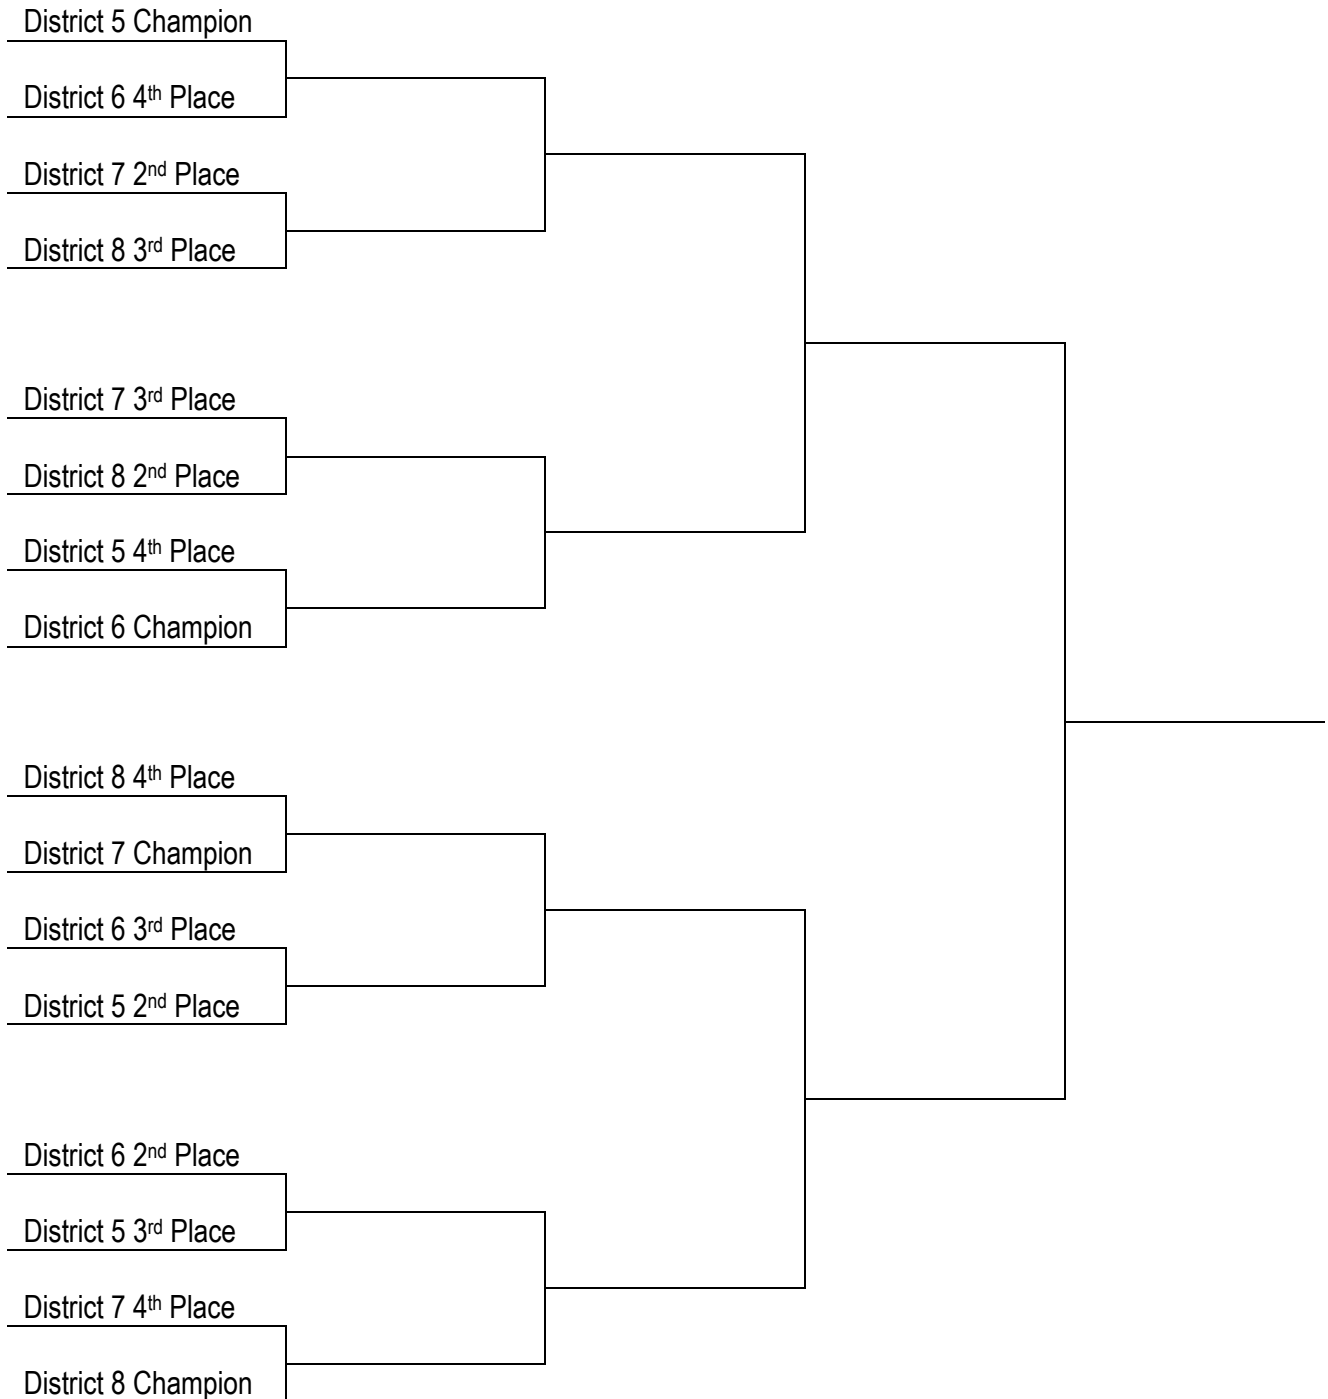 District 5 Champion
District 6 4th Place
District 7 2nd Place
District 8 3rd Place
District 7 3rd Place
District 8 2nd Place
District 5 4th Place
District 6 Champion
District 8 4th Place
District 7 Champion
District 6 3rd Place
District 5 2nd Place
District 6 2nd Place
District 5 3rd Place
District 7 4th Place
District 8 Champion